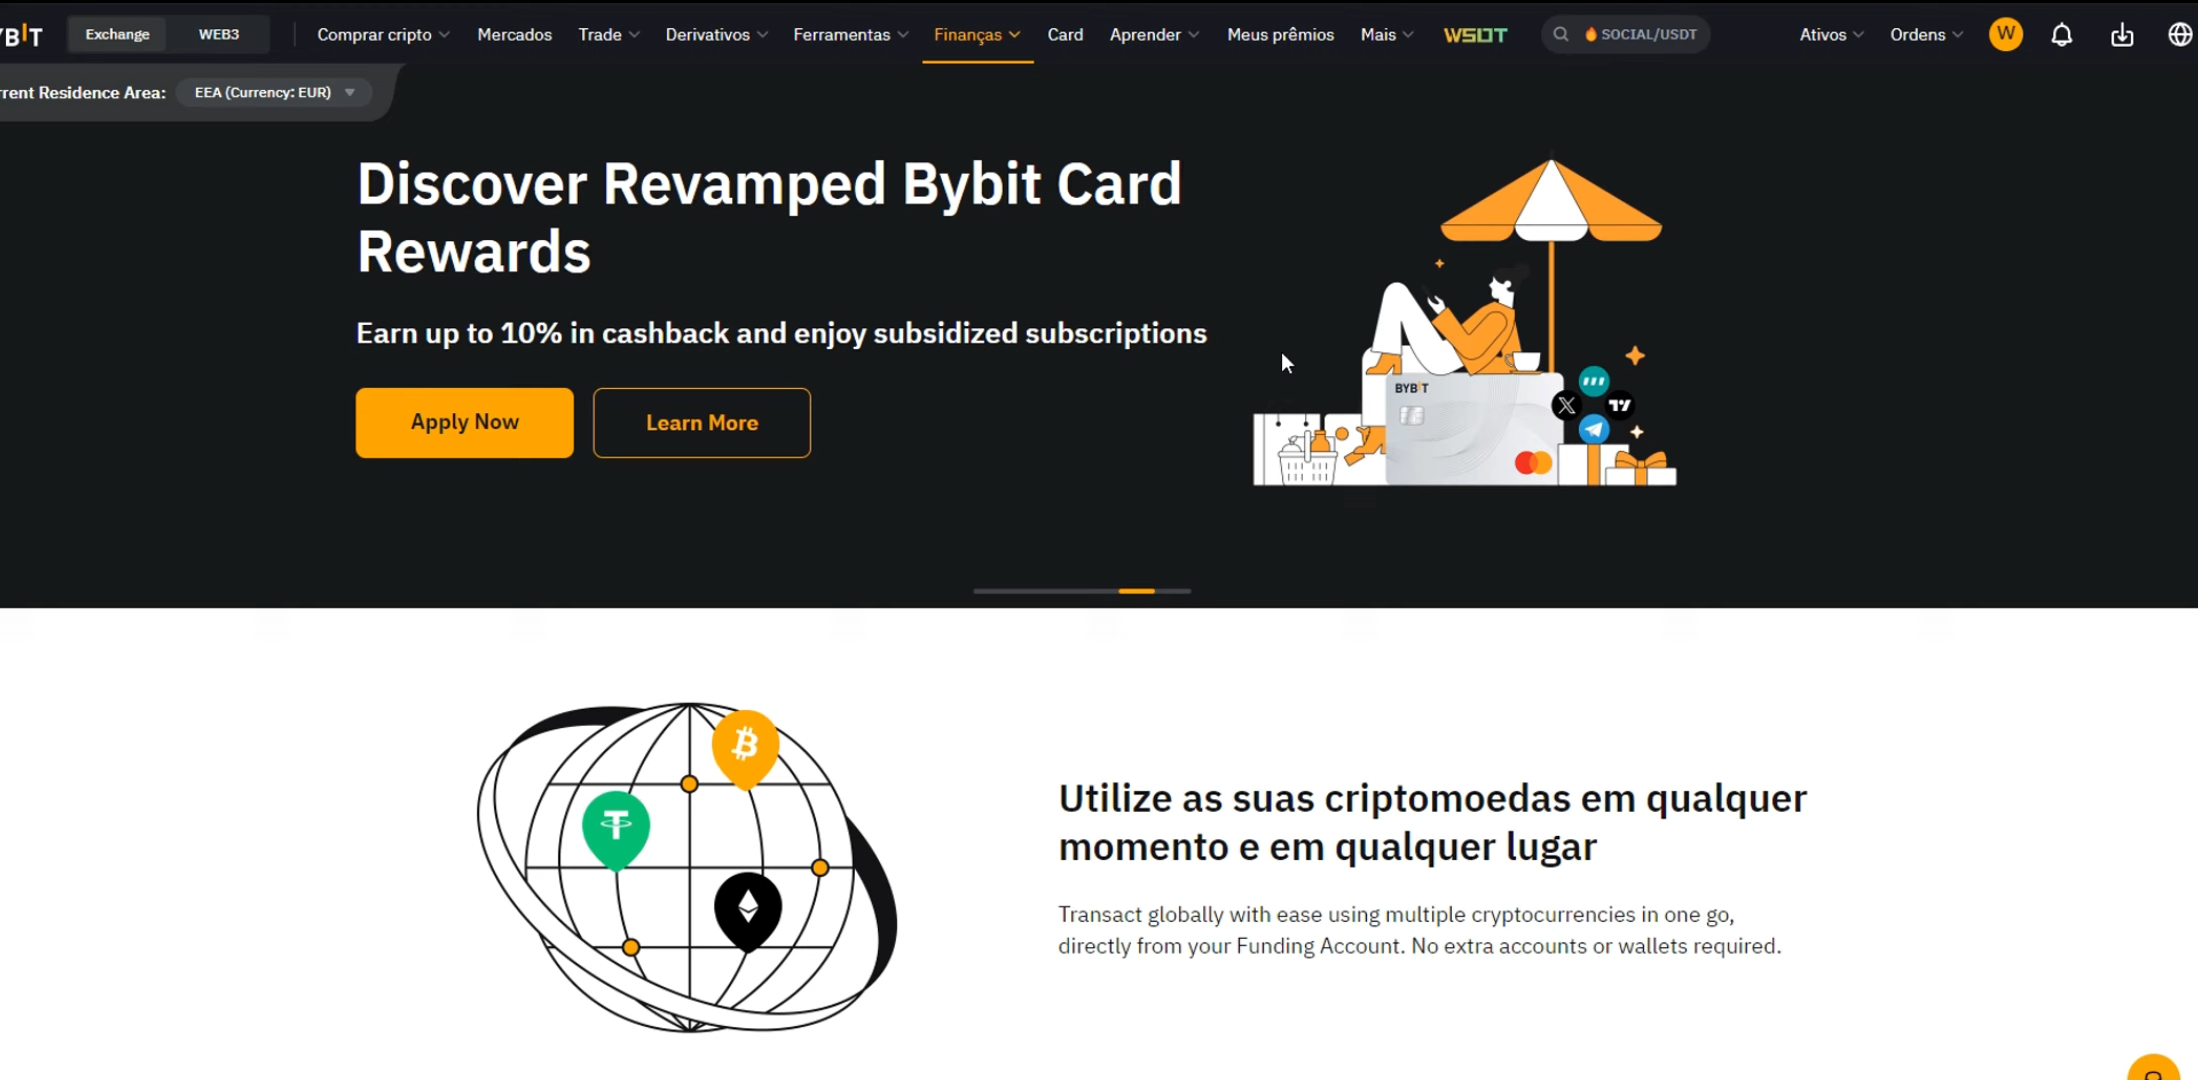 BYBIT
Exchange
WEB3
Comprar cripto
Mercados
Trade
Derivativos
Ferramentas
Finanças
Card
Aprender
Meus prêmios
Mais
WSOT
SOCIAL/USDT
Ativos
Ordens
W
rrent Residence Area:
EEA (Currency: EUR)
Discover Revamped Bybit Card
Rewards
Earn up to 10% in cashback and enjoy subsidized subscriptions
Apply Now
Learn More
BYBIT
Utilize as suas criptomoedas em qualquer
momento e em qualquer lugar
Transact globally with ease using multiple cryptocurrencies in one go,
directly from your Funding Account. No extra accounts or wallets required.